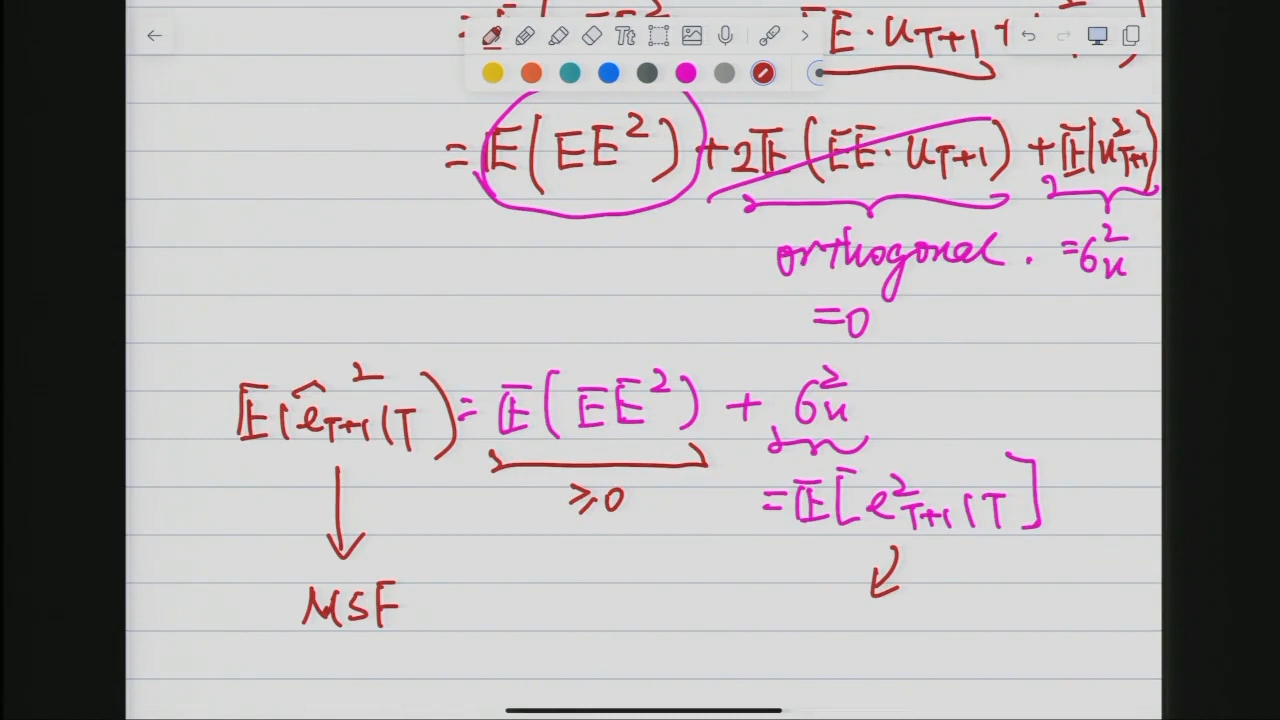 E · u_{T+1} +
= 𝔼(EE²) + 2𝔼(EE · u_{T+1}) + 𝔼(u²_{T+1})
orthogonal . = σ²_u
= 0
𝔼(ê²_{T+1|T}) = 𝔼(EE²) + σ²_u
≥ 0 = 𝔼[e²_{T+1|T}]
MSF